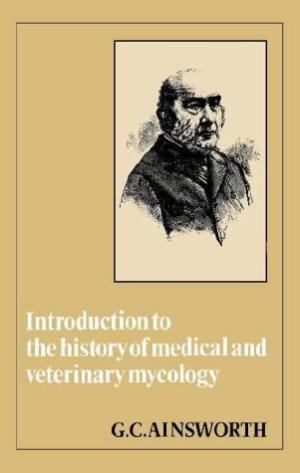 Introduction to
the history of medical and
veterinary mycology
G.C.AINSWORTH